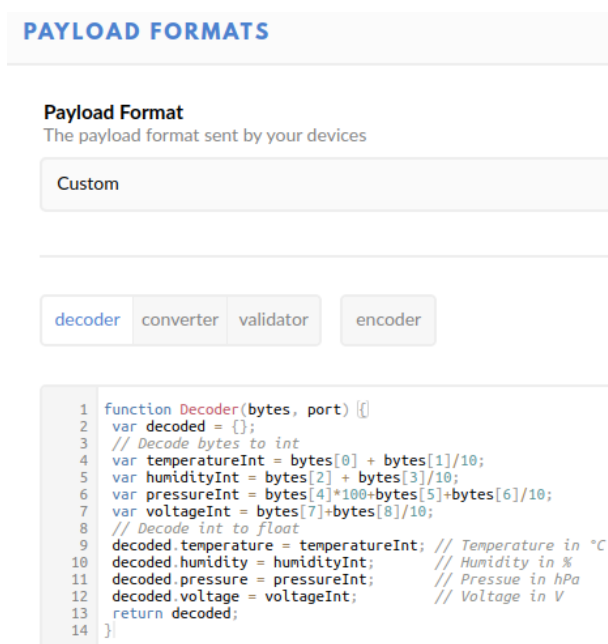 PAYLOAD FORMATS
Payload Format
The payload format sent by your devices
Custom
decoder converter validator encoder
1 function Decoder(bytes, port) {
2 var decoded = {};
3 // Decode bytes to int
4 var temperatureInt = bytes[0] + bytes[1]/10;
5 var humidityInt = bytes[2] + bytes[3]/10;
6 var pressureInt = bytes[4]*100+bytes[5]+bytes[6]/10;
7 var voltageInt = bytes[7]+bytes[8]/10;
8 // Decode int to float
9 decoded.temperature = temperatureInt; // Temperature in °C
10 decoded.humidity = humidityInt; // Humidity in %
11 decoded.pressure = pressureInt; // Pressue in hPa
12 decoded.voltage = voltageInt; // Voltage in V
13 return decoded;
14 }